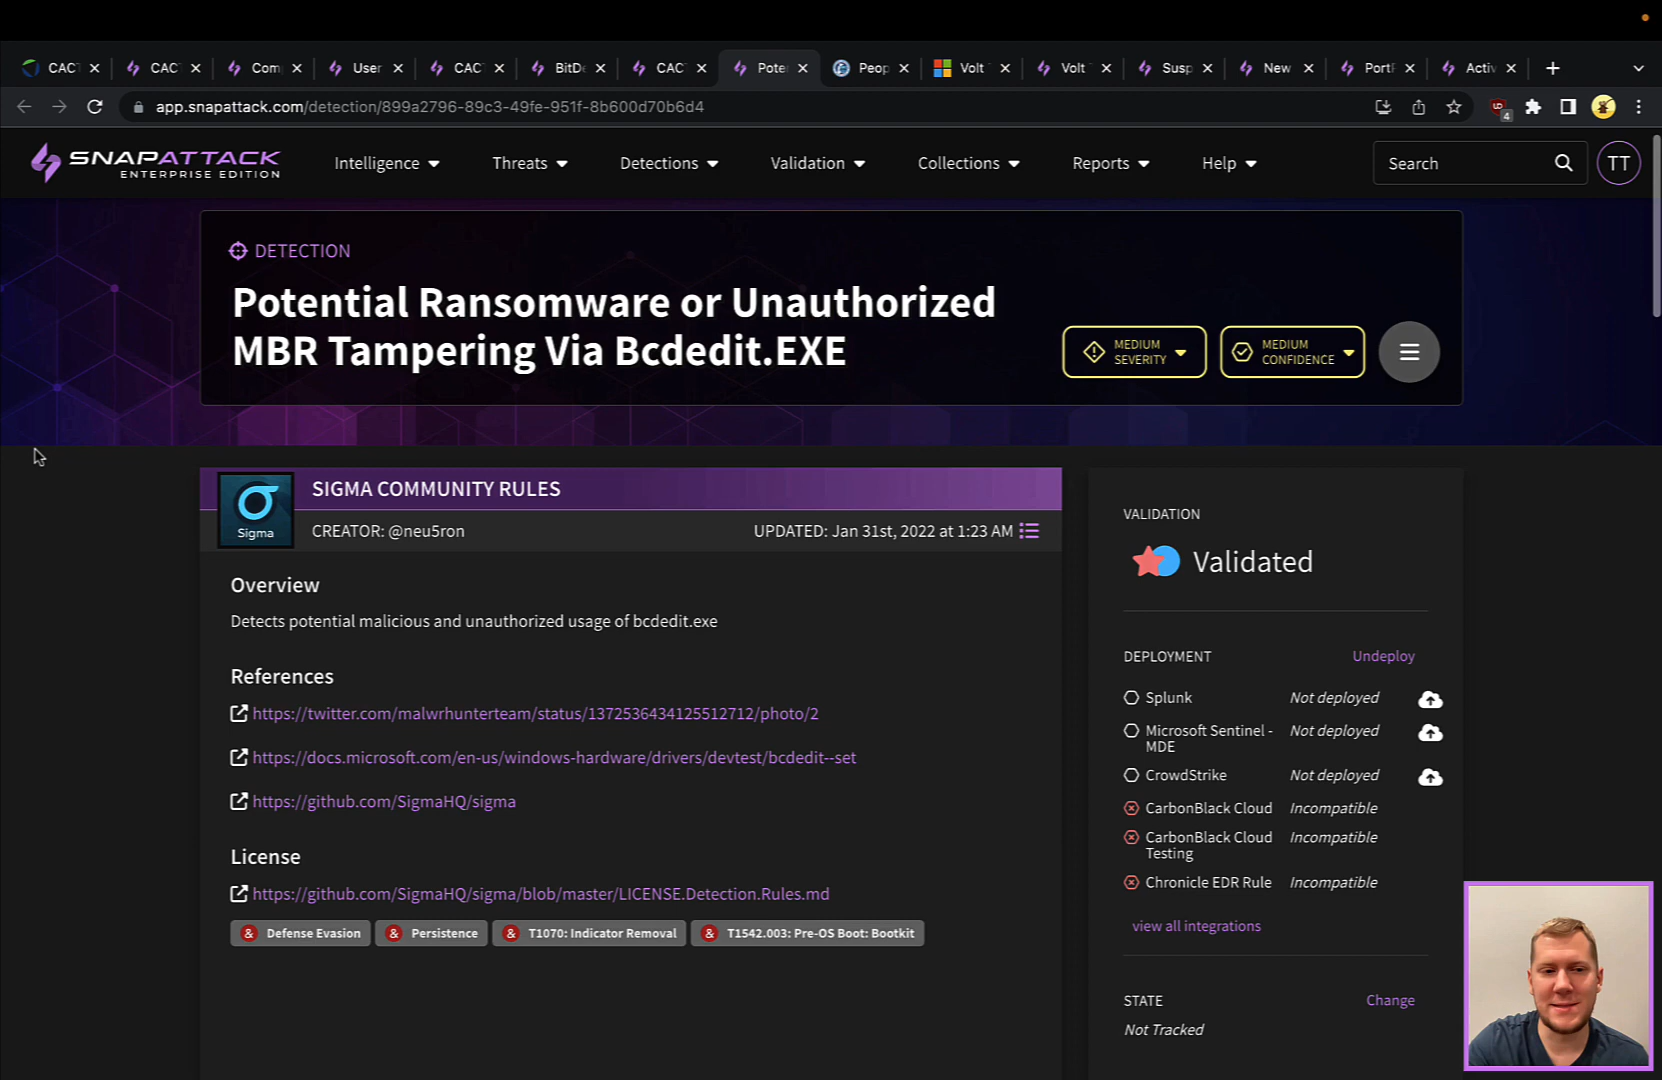 CAC
CAC
Com
User
CAC
BitDe
CAC
Pote
Peop
Volt
Volt
Susp
New
PortP
Activ
app.snapattack.com/detection/899a2796-89c3-49fe-951f-8b600d70b6d4
4
SNAPATTACK
ENTERPRISE EDITION
Intelligence
Threats
Detections
Validation
Collections
Reports
Help
Search
TT
DETECTION
Potential Ransomware or Unauthorized
MBR Tampering Via Bcdedit.EXE
MEDIUM
SEVERITY
MEDIUM
CONFIDENCE
Sigma
SIGMA COMMUNITY RULES
CREATOR: @neu5ron
UPDATED: Jan 31st, 2022 at 1:23 AM
Overview
Detects potential malicious and unauthorized usage of bcdedit.exe
References
https://twitter.com/malwrhunterteam/status/1372536434125512712/photo/2
https://docs.microsoft.com/en-us/windows-hardware/drivers/devtest/bcdedit--set
https://github.com/SigmaHQ/sigma
License
https://github.com/SigmaHQ/sigma/blob/master/LICENSE.Detection.Rules.md
& Defense Evasion
& Persistence
& T1070: Indicator Removal
& T1542.003: Pre-OS Boot: Bootkit
VALIDATION
Validated
DEPLOYMENT
Undeploy
Splunk Not deployed
Microsoft Sentinel - Not deployed
MDE
CrowdStrike Not deployed
CarbonBlack Cloud Incompatible
CarbonBlack Cloud Incompatible
Testing
Chronicle EDR Rule Incompatible
view all integrations
STATE
Change
Not Tracked